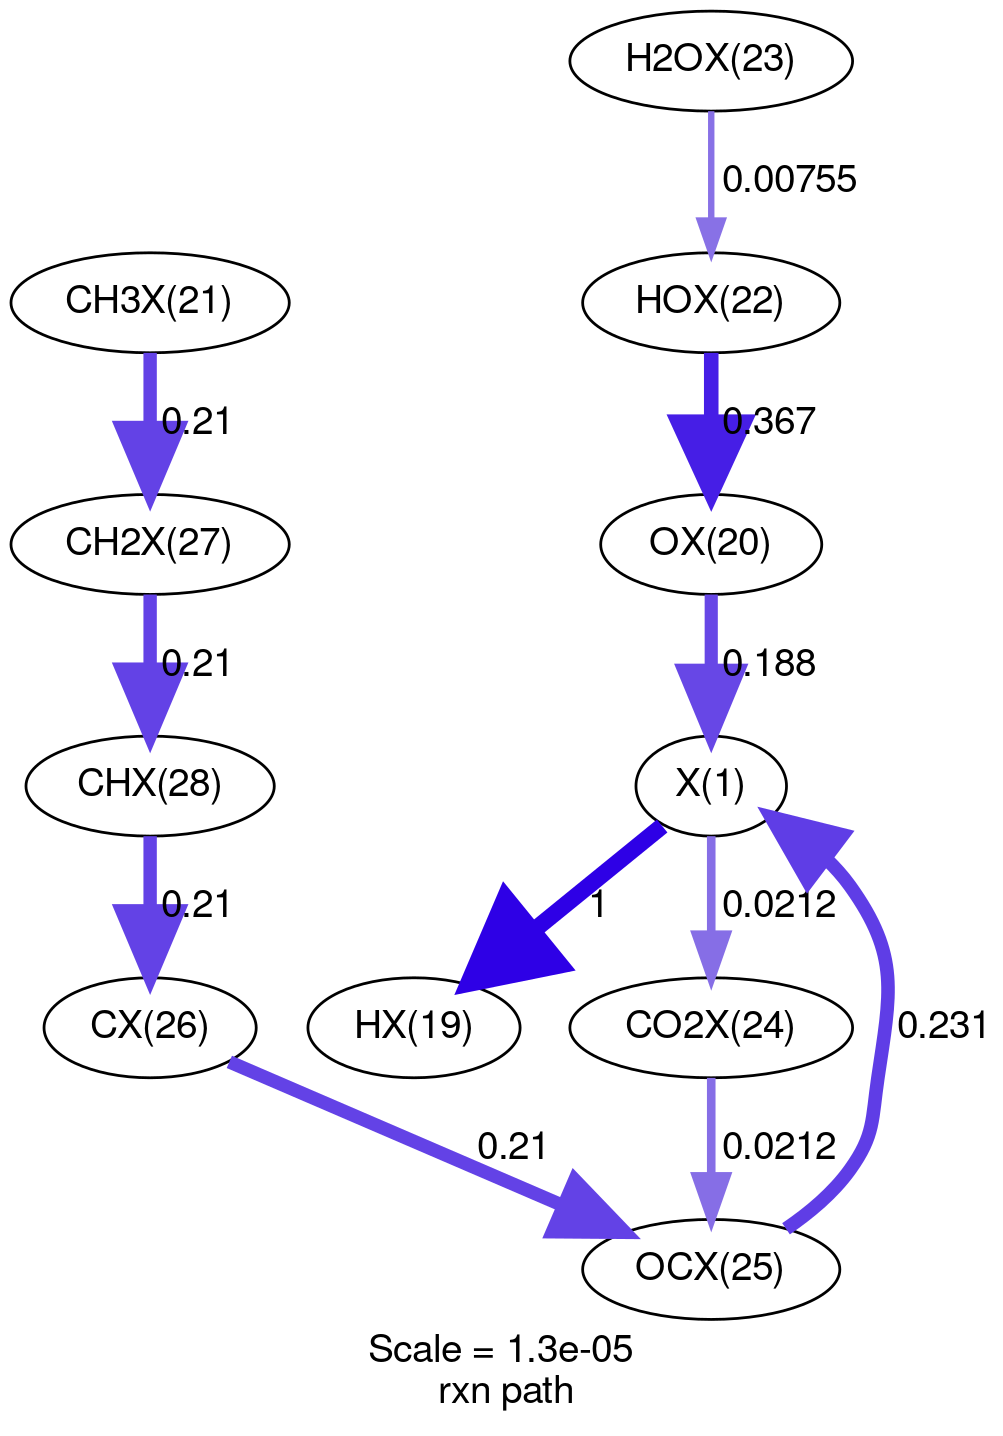 H2OX(23)
0.00755
CH3X(21)
HOX(22)
0.21
0.367
CH2X(27)
OX(20)
0.21
0.188
CHX(28)
X(1)
0.21
1
0.0212
CX(26)
HX(19)
CO2X(24)
0.231
0.21
0.0212
OCX(25)
Scale = 1.3e-05
rxn path